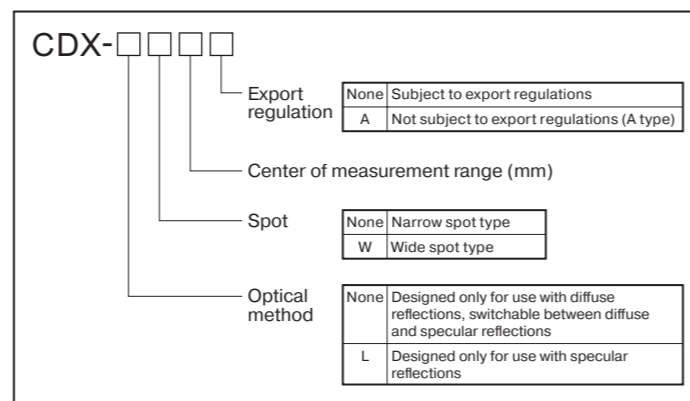 CDX-□□□□
Export
regulation
None Subject to export regulations
A Not subject to export regulations (A type)
Center of measurement range (mm)
Spot
None Narrow spot type
W Wide spot type
Optical
method
None Designed only for use with diffuse
reflections, switchable between diffuse
and specular reflections
L Designed only for use with specular
reflections